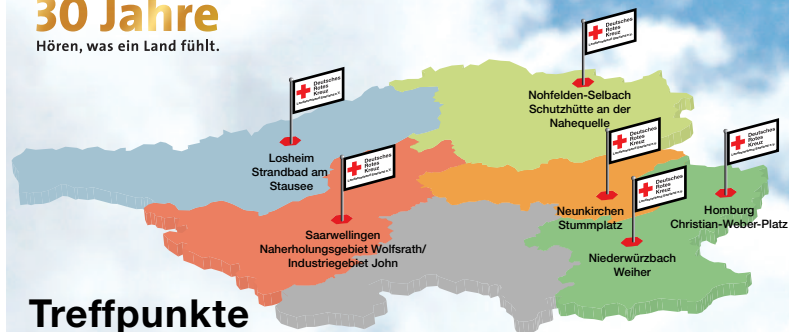 30 Jahre
Hören, was ein Land fühlt.
Deutsches
Rotes
Kreuz
Nohfelden-Selbach
Schutzhütte an der
Nahequelle
Deutsches
Rotes
Kreuz
Losheim
Strandbad am
Stausee
Deutsches
Rotes
Kreuz
Saarwellingen
Naherholungsgebiet Wolfsrath/
Industriegebiet John
Deutsches
Rotes
Kreuz
Neunkirchen
Stummplatz
Deutsches
Rotes
Kreuz
Niederwürzbach
Weiher
Deutsches
Rotes
Kreuz
Homburg
Christian-Weber-Platz
Treffpunkte